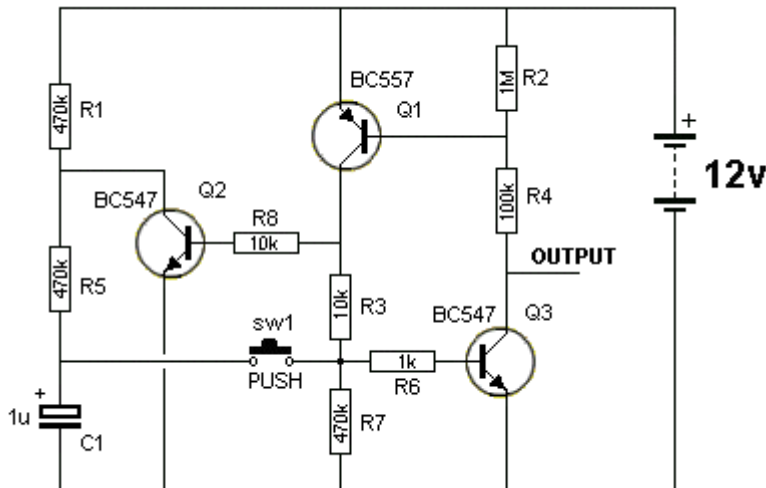 BC557
1M
R2
470k
R1
Q1
+
12v
BC547
Q2
R8
10k
100k
R4
OUTPUT
470k
R5
10k
R3
BC547
Q3
sw1
PUSH
1k
R6
+
1u
C1
470k
R7